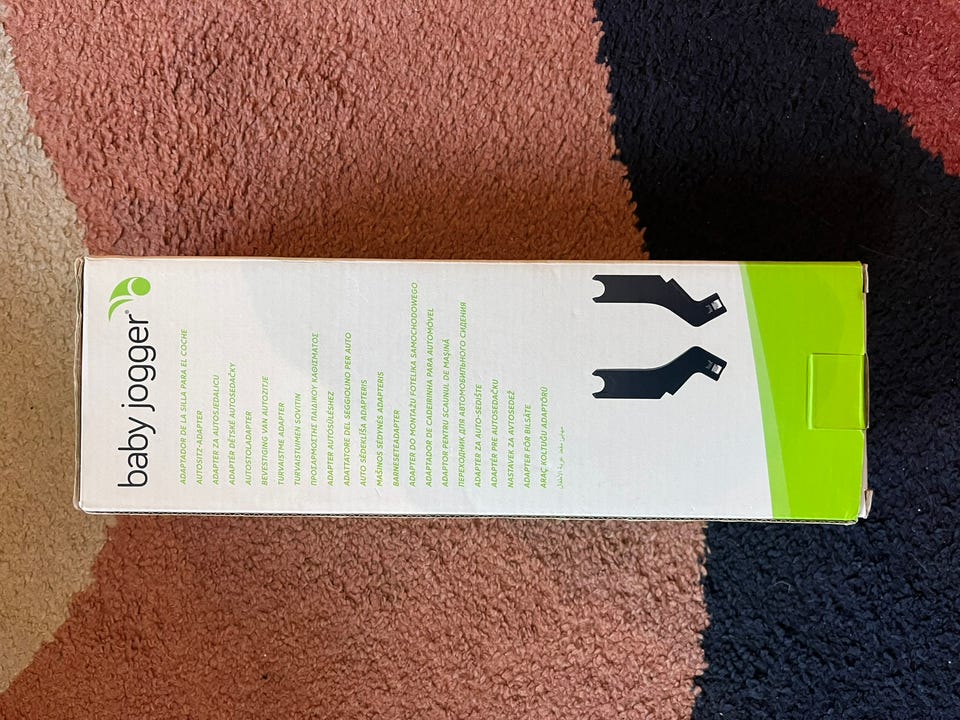 baby jogger®
ADAPTADOR DE LA SILLA PARA EL COCHE
AUTOSITZ-ADAPTER
ADAPTER ZA AUTOSJEDALICU
ADAPTÉR DĚTSKÉ AUTOSEDAČKY
AUTOSTOLADAPTER
BEVESTIGING VAN AUTOZITJE
TURVAISTME ADAPTER
TURVAISTUIMEN SOVITIN
ΠΡΟΣΑΡΜΟΣΤΗΣ ΠΑΙΔΙΚΟΥ ΚΑΘΙΣΜΑΤΟΣ
ADAPTER AUTÓSÜLÉSHEZ
ADATTATORE DEL SEGGIOLINO PER AUTO
AUTO SĒDEKLĪŠA ADAPTERIS
MAŠINOS SĖDYNĖS ADAPTERIS
BARNESETEADAPTER
ADAPTER DO MONTAŻU FOTELIKA SAMOCHODOWEGO
ADAPTADOR DE CADEIRINHA PARA AUTOMÓVEL
ADAPTOR PENTRU SCAUNUL DE MAȘINĂ
ПЕРЕХОДНИК ДЛЯ АВТОМОБИЛЬНОГО СИДЕНИЯ
ADAPTER ZA AUTO-SEDIŠTE
ADAPTÉR PRE AUTOSEDAČKU
NASTAVEK ZA AVTOSEDEŽ
ADAPTER FÖR BILSÄTE
ARAÇ KOLTUĞU ADAPTÖRÜ